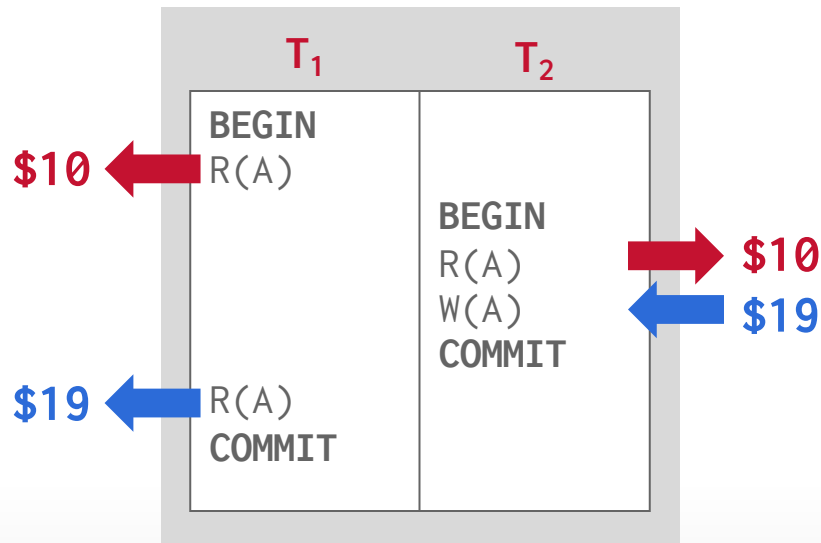 T₁ T₂
BEGIN
$10 R(A)
BEGIN
R(A) $10
W(A) $19
COMMIT
$19 R(A)
COMMIT